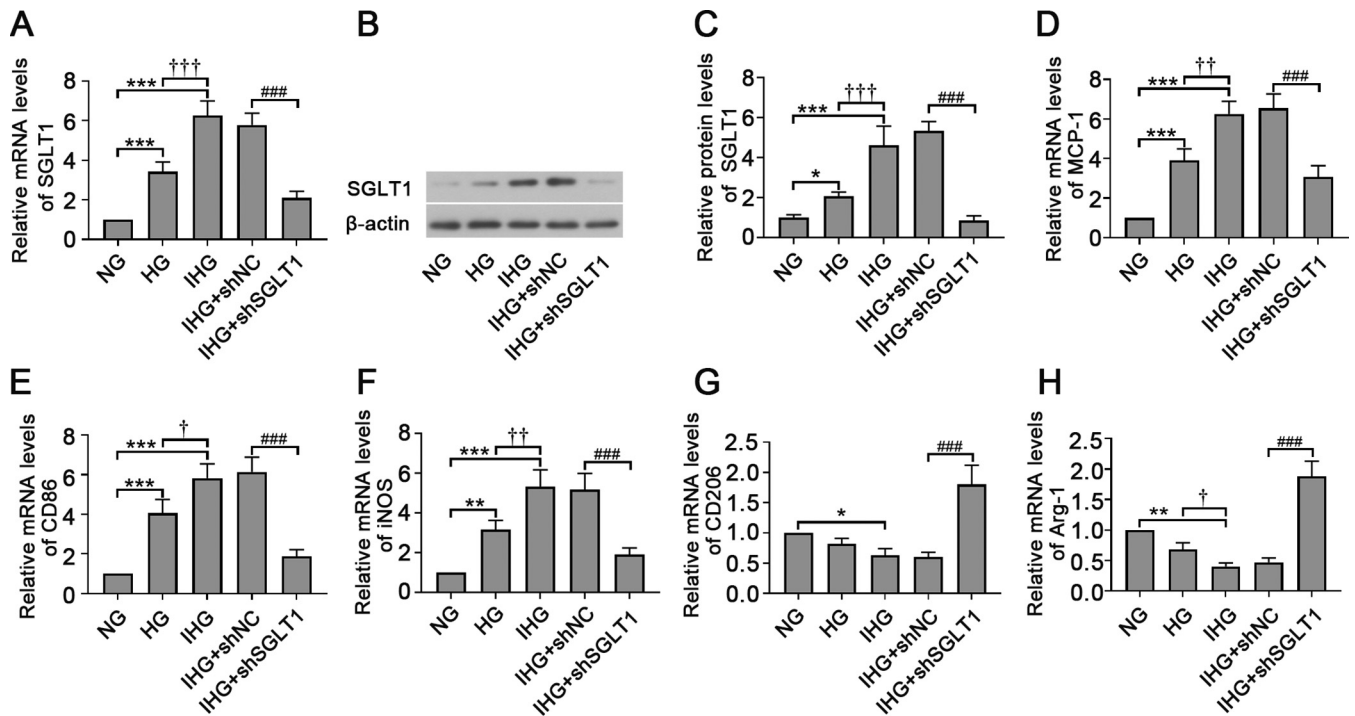 A
Relative mRNA levels
of SGLT1
8
6
4
2
0
***
***
†††
###
NG
HG
IHG
IHG+shNC
IHG+shSGLT1
B
SGLT1
β-actin
NG
HG
IHG
IHG+shNC
IHG+shSGLT1
C
Relative protein levels
of SGLT1
8
6
4
2
0
*
***
†††
###
NG
HG
IHG
IHG+shNC
IHG+shSGLT1
D
Relative mRNA levels
of MCP-1
8
6
4
2
0
***
***
††
###
NG
HG
IHG
IHG+shNC
IHG+shSGLT1
E
Relative mRNA levels
of CD86
8
6
4
2
0
***
***
†
###
NG
HG
IHG
IHG+shNC
IHG+shSGLT1
F
Relative mRNA levels
of iNOS
8
6
4
2
0
**
***
††
###
NG
HG
IHG
IHG+shNC
IHG+shSGLT1
G
Relative mRNA levels
of CD206
2.5
2.0
1.5
1.0
0.5
0.0
*
###
NG
HG
IHG
IHG+shNC
IHG+shSGLT1
H
Relative mRNA levels
of Arg-1
2.5
2.0
1.5
1.0
0.5
0.0
**
†
###
NG
HG
IHG
IHG+shNC
IHG+shSGLT1